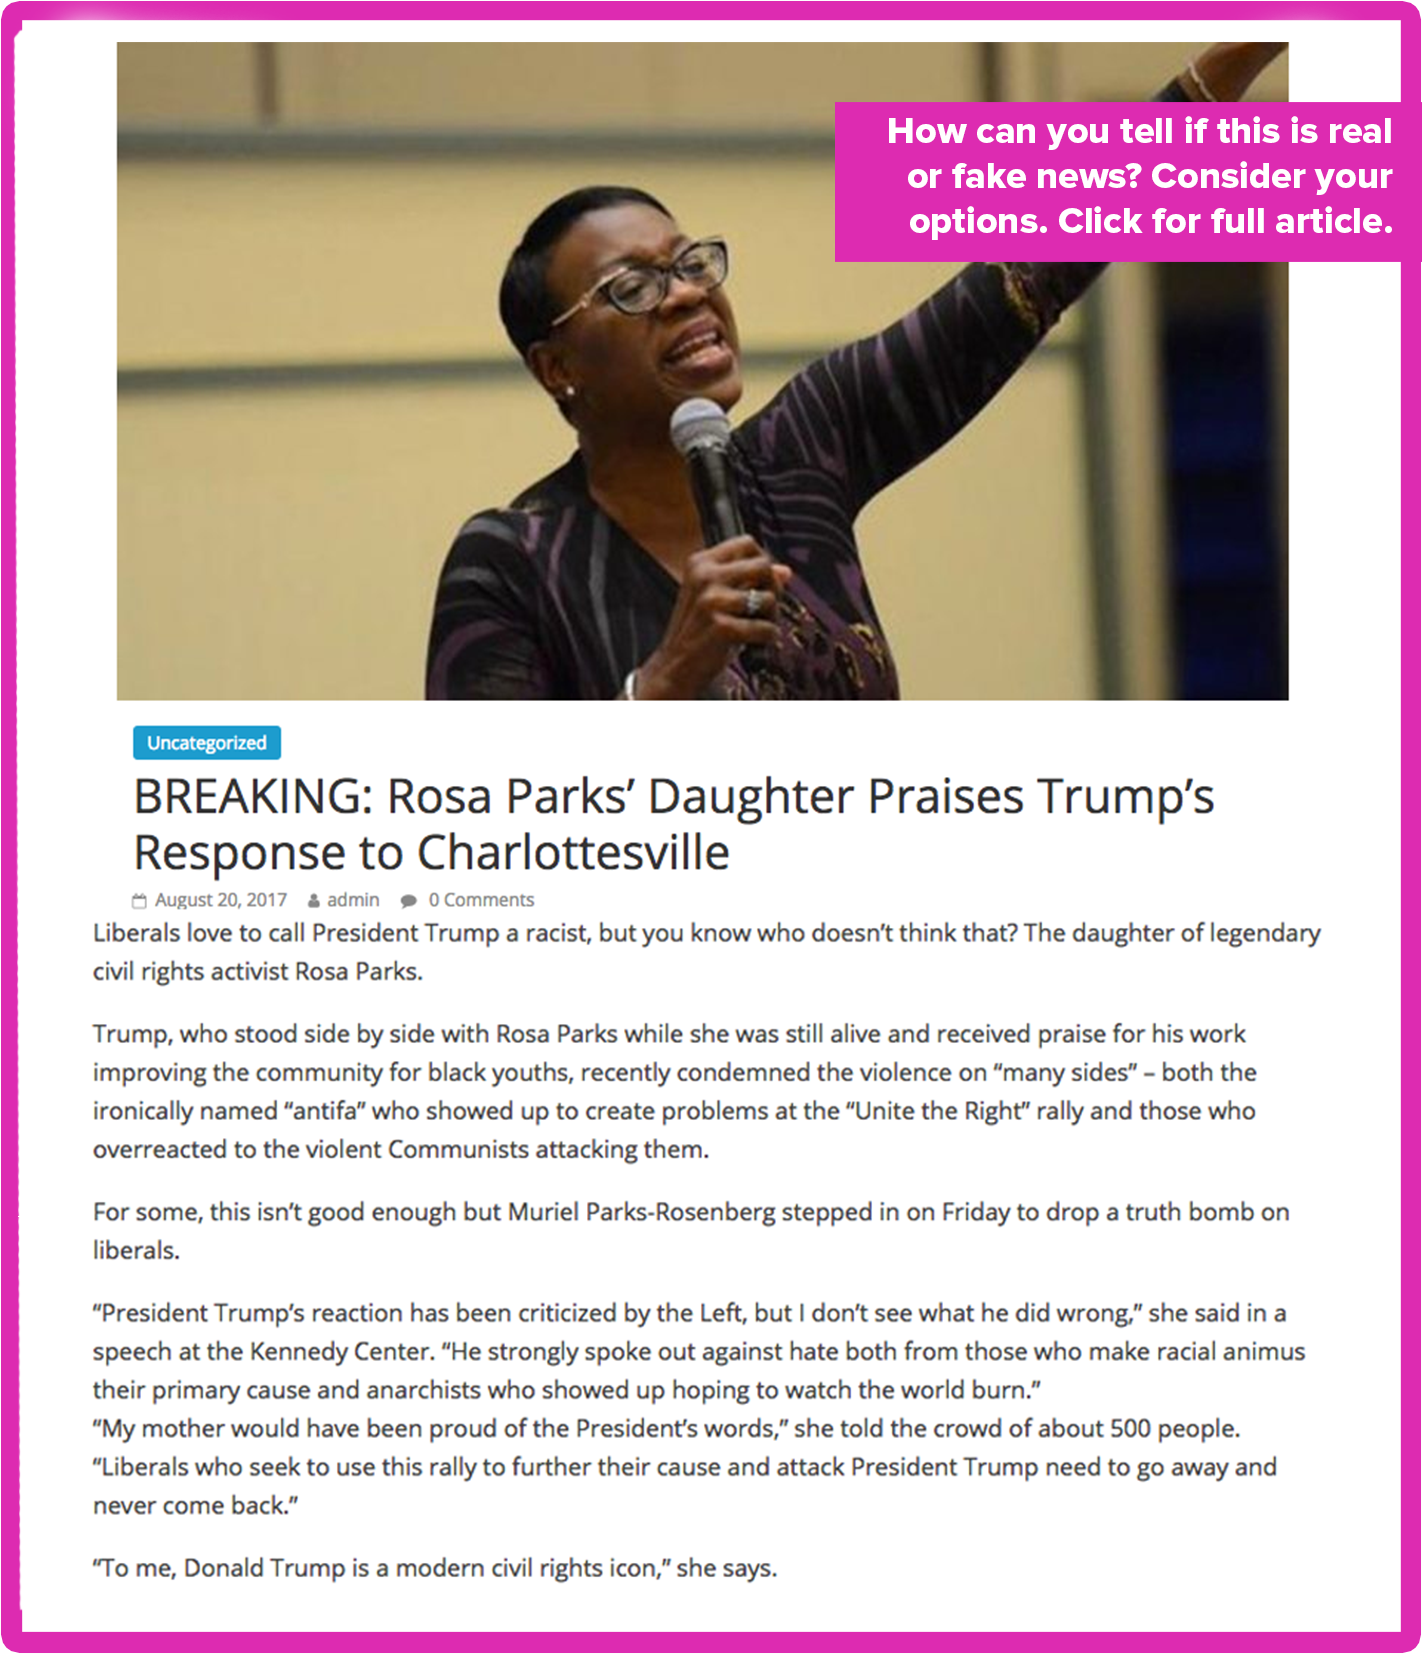 How can you tell if this is real
or fake news? Consider your
options. Click for full article.
Uncategorized
BREAKING: Rosa Parks’ Daughter Praises Trump’s
Response to Charlottesville
August 20, 2017 admin 0 Comments
Liberals love to call President Trump a racist, but you know who doesn’t think that? The daughter of legendary
civil rights activist Rosa Parks.
Trump, who stood side by side with Rosa Parks while she was still alive and received praise for his work
improving the community for black youths, recently condemned the violence on “many sides” – both the
ironically named “antifa” who showed up to create problems at the “Unite the Right” rally and those who
overreacted to the violent Communists attacking them.
For some, this isn’t good enough but Muriel Parks-Rosenberg stepped in on Friday to drop a truth bomb on
liberals.
“President Trump’s reaction has been criticized by the Left, but I don’t see what he did wrong,” she said in a
speech at the Kennedy Center. “He strongly spoke out against hate both from those who make racial animus
their primary cause and anarchists who showed up hoping to watch the world burn.”
“My mother would have been proud of the President’s words,” she told the crowd of about 500 people.
“Liberals who seek to use this rally to further their cause and attack President Trump need to go away and
never come back.”
“To me, Donald Trump is a modern civil rights icon,” she says.